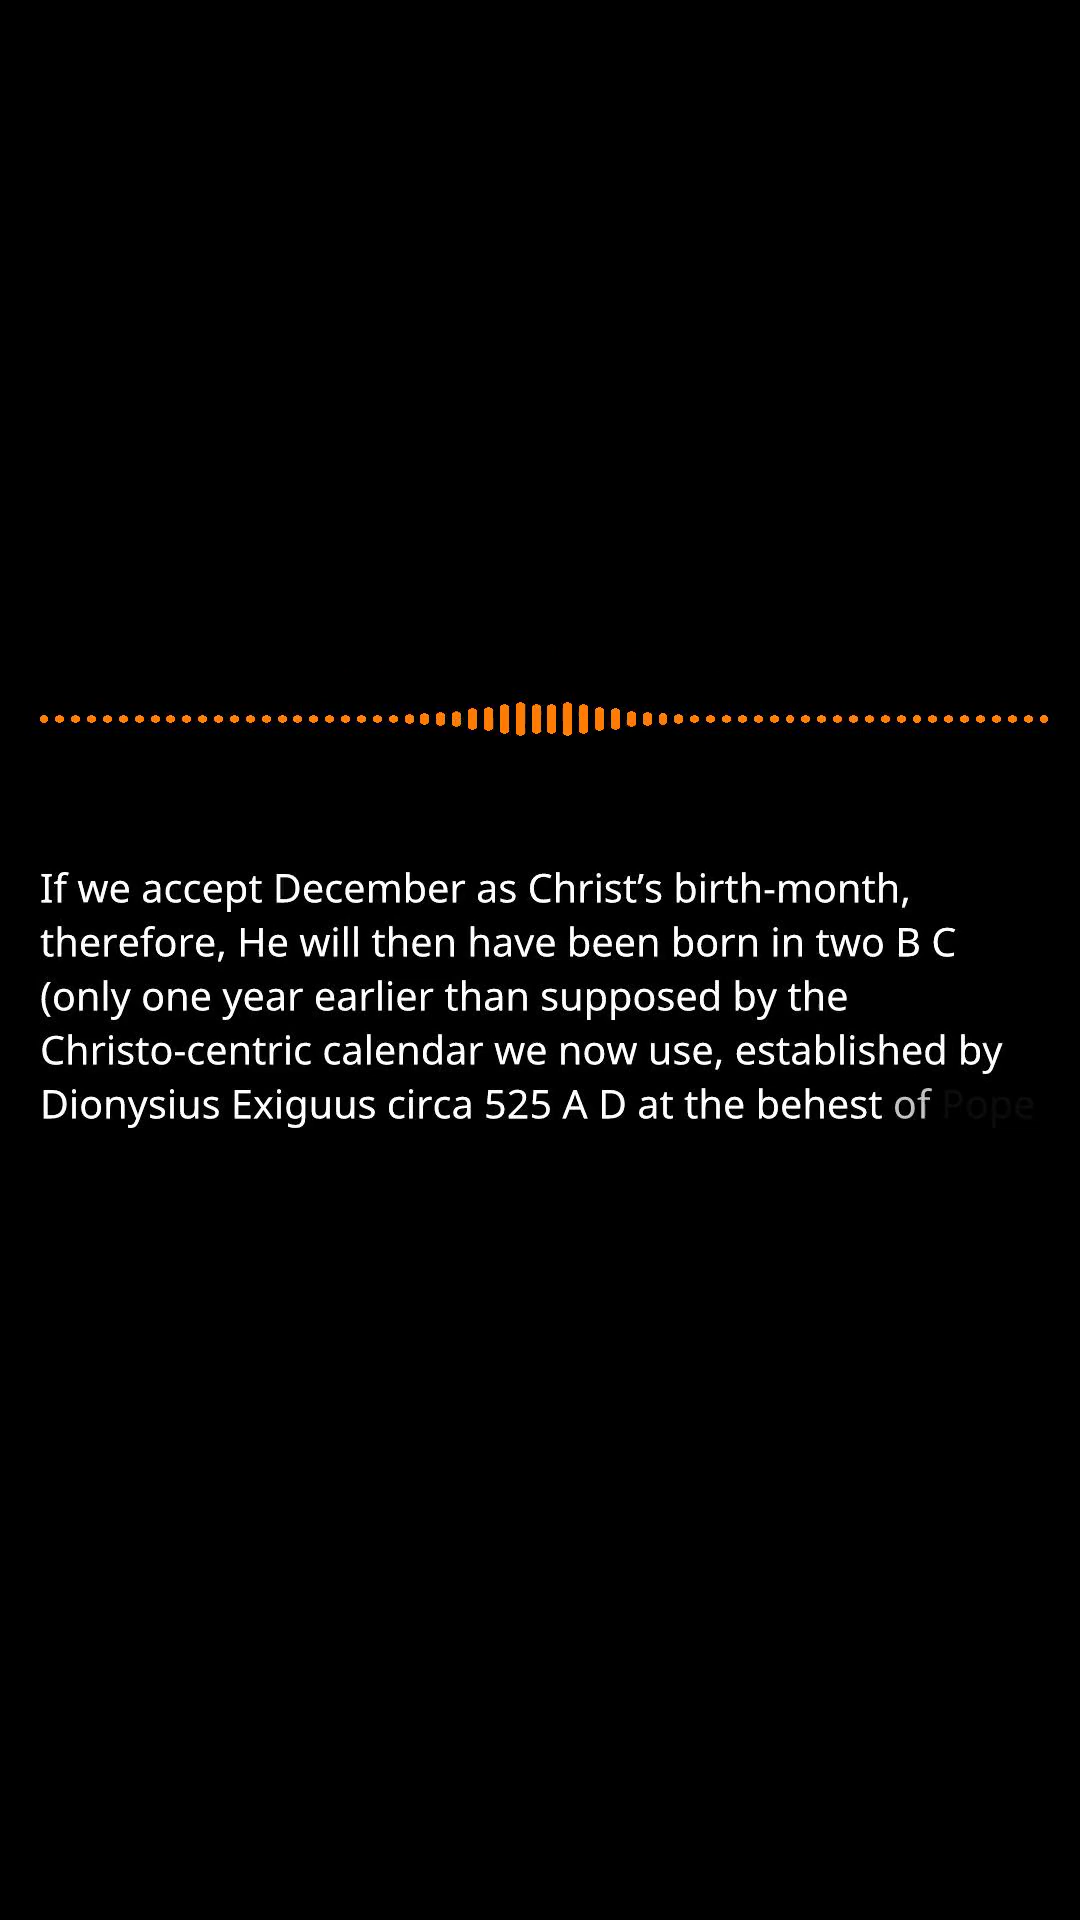 If we accept December as Christ’s birth-month,
therefore, He will then have been born in two B C
(only one year earlier than supposed by the
Christo-centric calendar we now use, established by
Dionysius Exiguus circa 525 A D at the behest of Pope